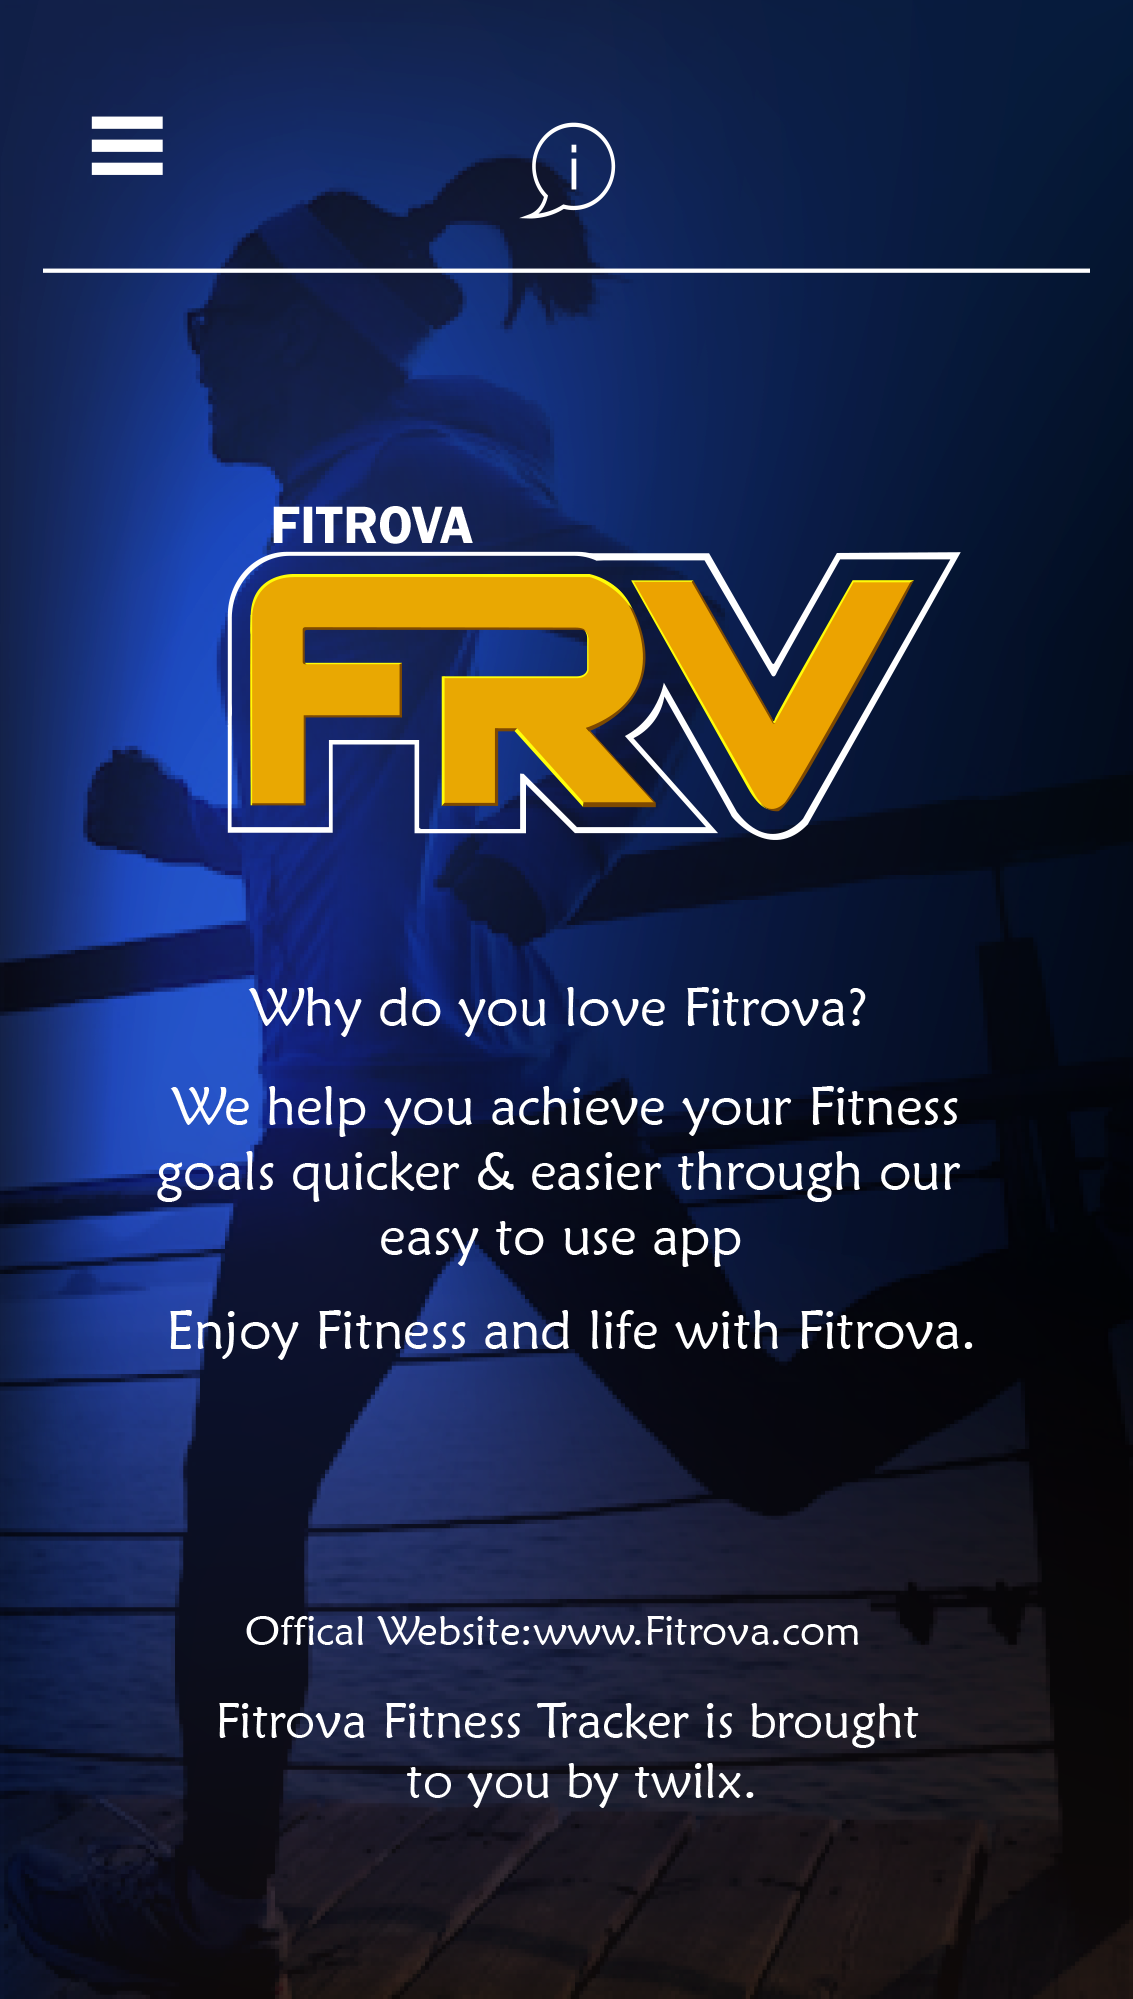 i
FITROVA
FRV
Why do you love Fitrova?
We help you achieve your Fitness
goals quicker & easier through our
easy to use app
Enjoy Fitness and life with Fitrova.
Offical Website:www.Fitrova.com
Fitrova Fitness Tracker is brought
to you by twilx.